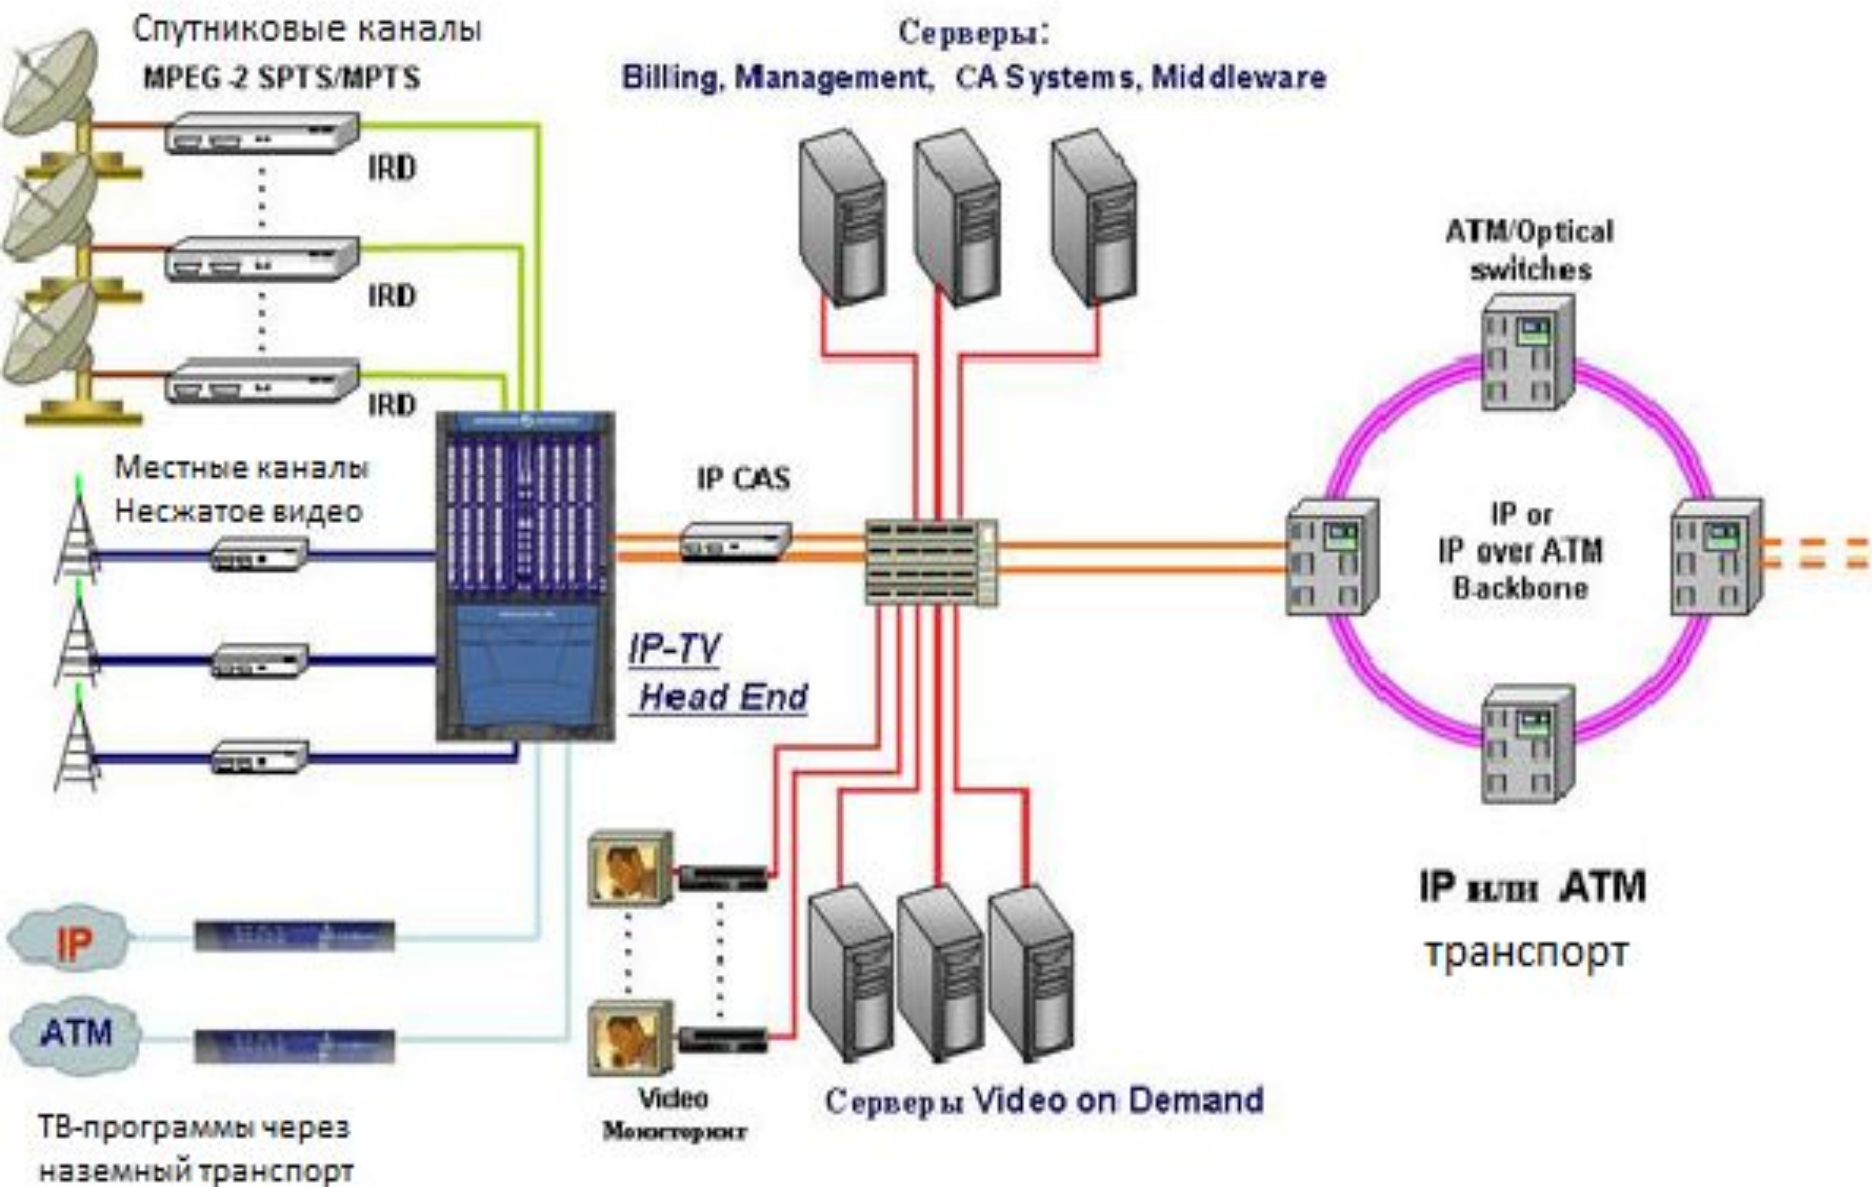 Спутниковые каналы
MPEG-2 SPTS/MPTS
IRD
IRD
IRD
Местные каналы
Несжатое видео
IP
ATM
ТВ-программы через
наземный транспорт
Серверы:
Billing, Management, CA Systems, Middleware
IP CAS
IP-TV
Head End
Video
Мониторинг
Серверы Video on Demand
ATM/Optical
switches
IP or
IP over ATM
Backbone
IP или ATM
транспорт